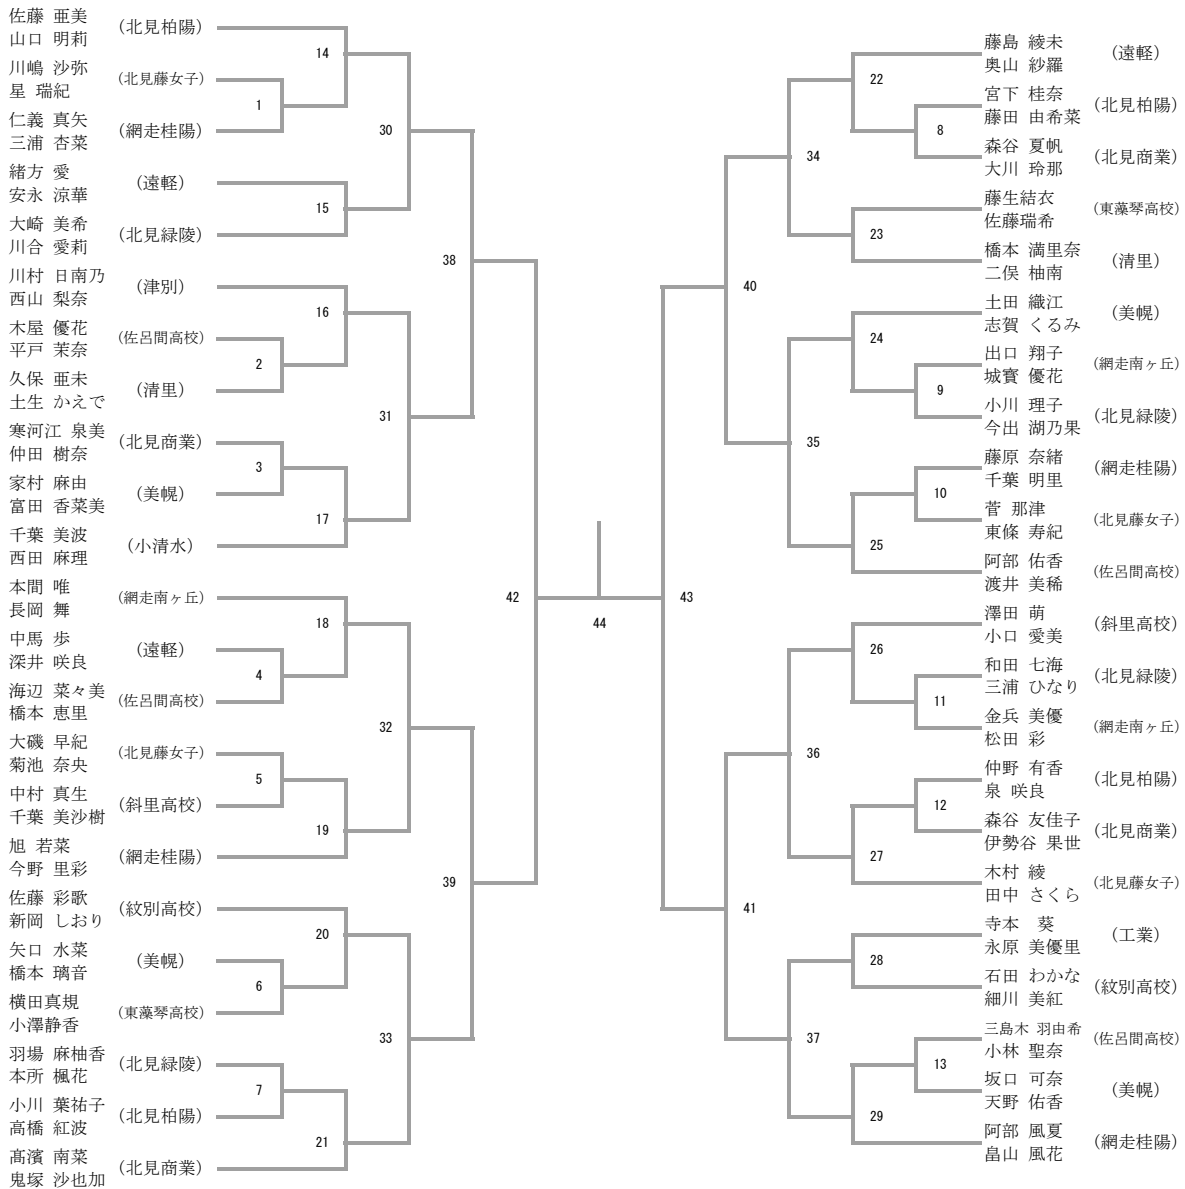 佐藤 亜美
山口 明莉
（北見柏陽）
川嶋 沙弥
星 瑞紀
（北見藤女子）
仁義 真矢
三浦 杏菜
（網走桂陽）
緒方 愛
安永 涼華
（遠軽）
大崎 美希
川合 愛莉
（北見緑陵）
川村 日南乃
西山 梨奈
（津別）
木屋 優花
平戸 茉奈
（佐呂間高校）
久保 亜未
土生 かえで
（清里）
寒河江 泉美
仲田 樹奈
（北見商業）
家村 麻由
富田 香菜美
（美幌）
千葉 美波
西田 麻理
（小清水）
本間 唯
長岡 舞
（網走南ヶ丘）
中馬 歩
深井 咲良
（遠軽）
海辺 菜々美
橋本 恵里
（佐呂間高校）
大磯 早紀
菊池 奈央
（北見藤女子）
中村 真生
千葉 美沙樹
（斜里高校）
旭 若菜
今野 里彩
（網走桂陽）
佐藤 彩歌
新岡 しおり
（紋別高校）
矢口 水菜
橋本 璃音
（美幌）
横田真規
小澤静香
（東藻琴高校）
羽場 麻柚香
本所 楓花
（北見緑陵）
小川 葉祐子
高橋 紅波
（北見柏陽）
髙濱 南菜
鬼塚 沙也加
（北見商業）
1
2
3
4
5
6
7
14
15
16
17
18
19
20
21
30
31
32
33
38
39
42
44
43
40
41
34
35
36
37
22
23
24
25
26
27
28
29
8
9
10
11
12
13
藤島 綾未
奥山 紗羅
（遠軽）
宮下 桂奈
藤田 由希菜
（北見柏陽）
森谷 夏帆
大川 玲那
（北見商業）
藤生結衣
佐藤瑞希
（東藻琴高校）
橋本 満里奈
二俣 柚南
（清里）
土田 織江
志賀 くるみ
（美幌）
出口 翔子
城寳 優花
（網走南ヶ丘）
小川 理子
今出 湖乃果
（北見緑陵）
藤原 奈緒
千葉 明里
（網走桂陽）
菅 那津
東條 寿紀
（北見藤女子）
阿部 佑香
渡井 美稀
（佐呂間高校）
澤田 萌
小口 愛美
（斜里高校）
和田 七海
三浦 ひなり
（北見緑陵）
金兵 美優
松田 彩
（網走南ヶ丘）
仲野 有香
泉 咲良
（北見柏陽）
森谷 友佳子
伊勢谷 果世
（北見商業）
木村 綾
田中 さくら
（北見藤女子）
寺本　葵
永原 美優里
（工業）
石田 わかな
細川 美紅
（紋別高校）
三島木 羽由希
小林 聖奈
（佐呂間高校）
坂口 可奈
天野 佑香
（美幌）
阿部 風夏
畠山 風花
（網走桂陽）